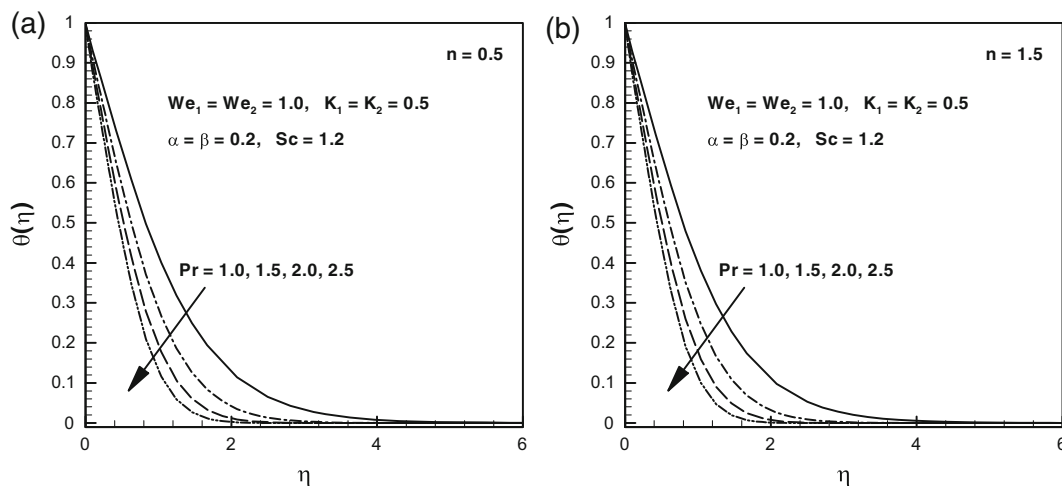 (a)
n = 0.5
We₁ = We₂ = 1.0, K₁ = K₂ = 0.5
α = β = 0.2, Sc = 1.2
Pr = 1.0, 1.5, 2.0, 2.5
θ(η)
1
0.9
0.8
0.7
0.6
0.5
0.4
0.3
0.2
0.1
0
0 2 4 6
η
(b)
n = 1.5
We₁ = We₂ = 1.0, K₁ = K₂ = 0.5
α = β = 0.2, Sc = 1.2
Pr = 1.0, 1.5, 2.0, 2.5
θ(η)
1
0.9
0.8
0.7
0.6
0.5
0.4
0.3
0.2
0.1
0
0 2 4 6
η